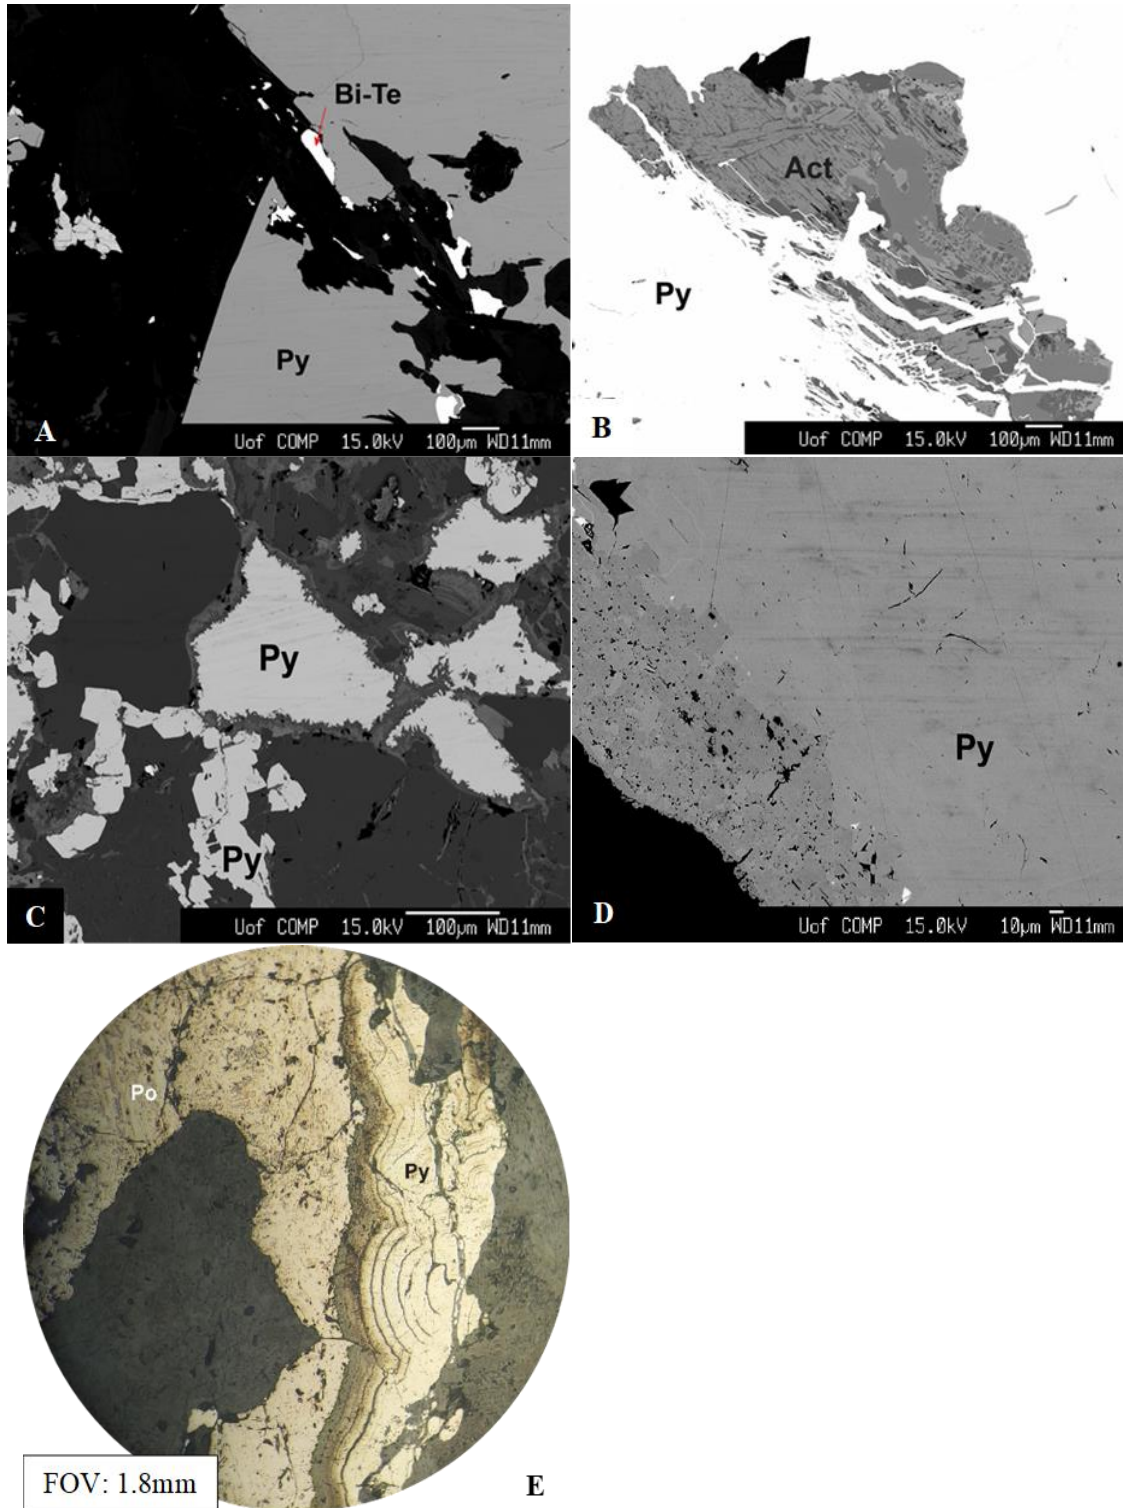 Bi-Te
Py
A
Uof COMP 15.0kV 100µm WD11mm
Act
Py
B
Uof COMP 15.0kV 100µm WD11mm
Py
Py
C
Uof COMP 15.0kV 100µm WD11mm
Py
D
Uof COMP 15.0kV 10µm WD11mm
Po
Py
FOV: 1.8mm
E